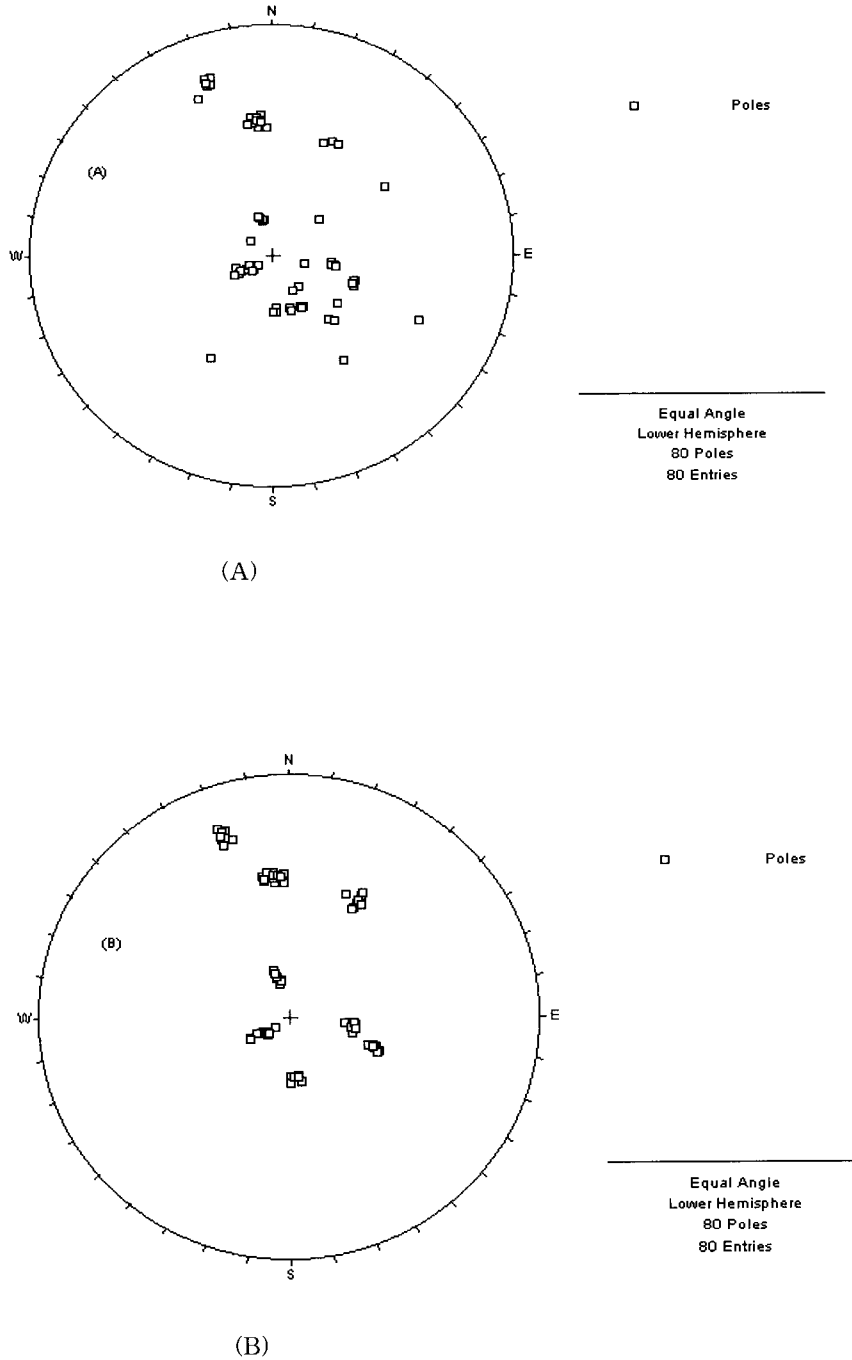 N
Poles
(A)
W
E
S
Equal Angle
Lower Hemisphere
80 Poles
80 Entries
(A)
N
Poles
(B)
W
E
S
Equal Angle
Lower Hemisphere
80 Poles
80 Entries
(B)